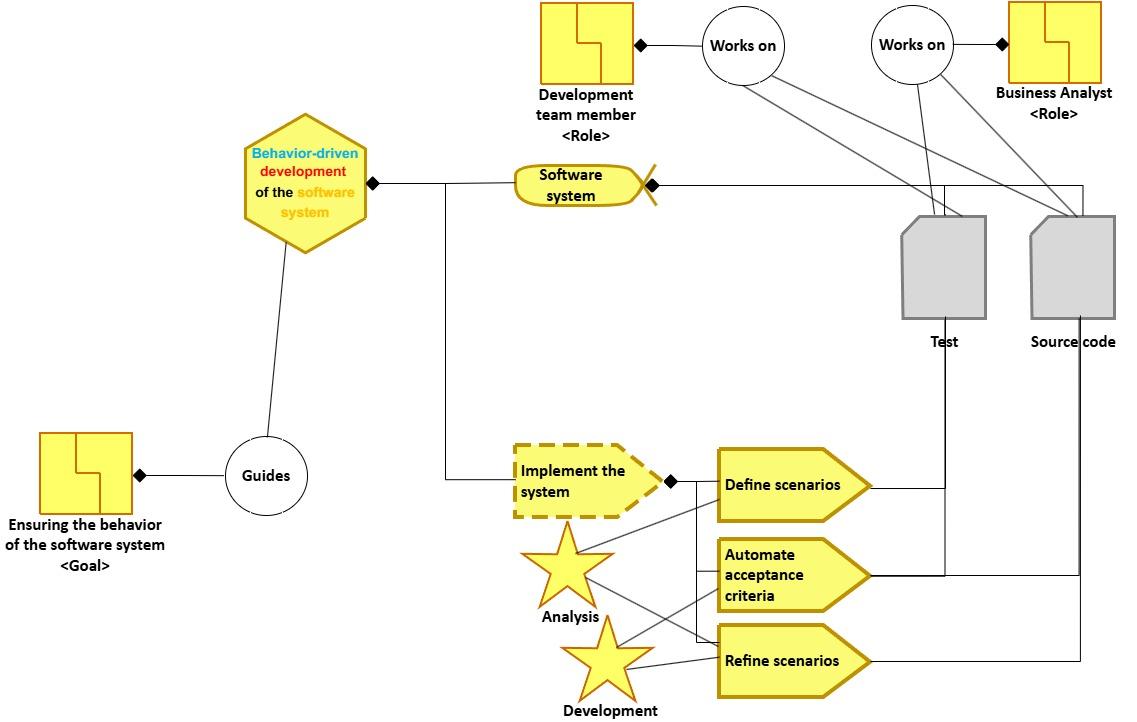 Works on
Works on
Development
team member
<Role>
Business Analyst
<Role>
Behavior-driven
development
of the software
system
Software
system
Test
Source code
Guides
Ensuring the behavior
of the software system
<Goal>
Implement the
system
Define scenarios
Automate
acceptance
criteria
Analysis
Refine scenarios
Development